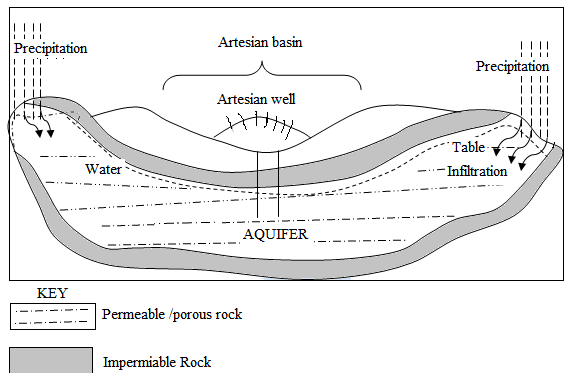 Artesian basin
Precipitation
Precipitation
Artesian well
Table
Water
Infiltration
AQUIFER
KEY
Permeable /porous rock
Impermiable Rock